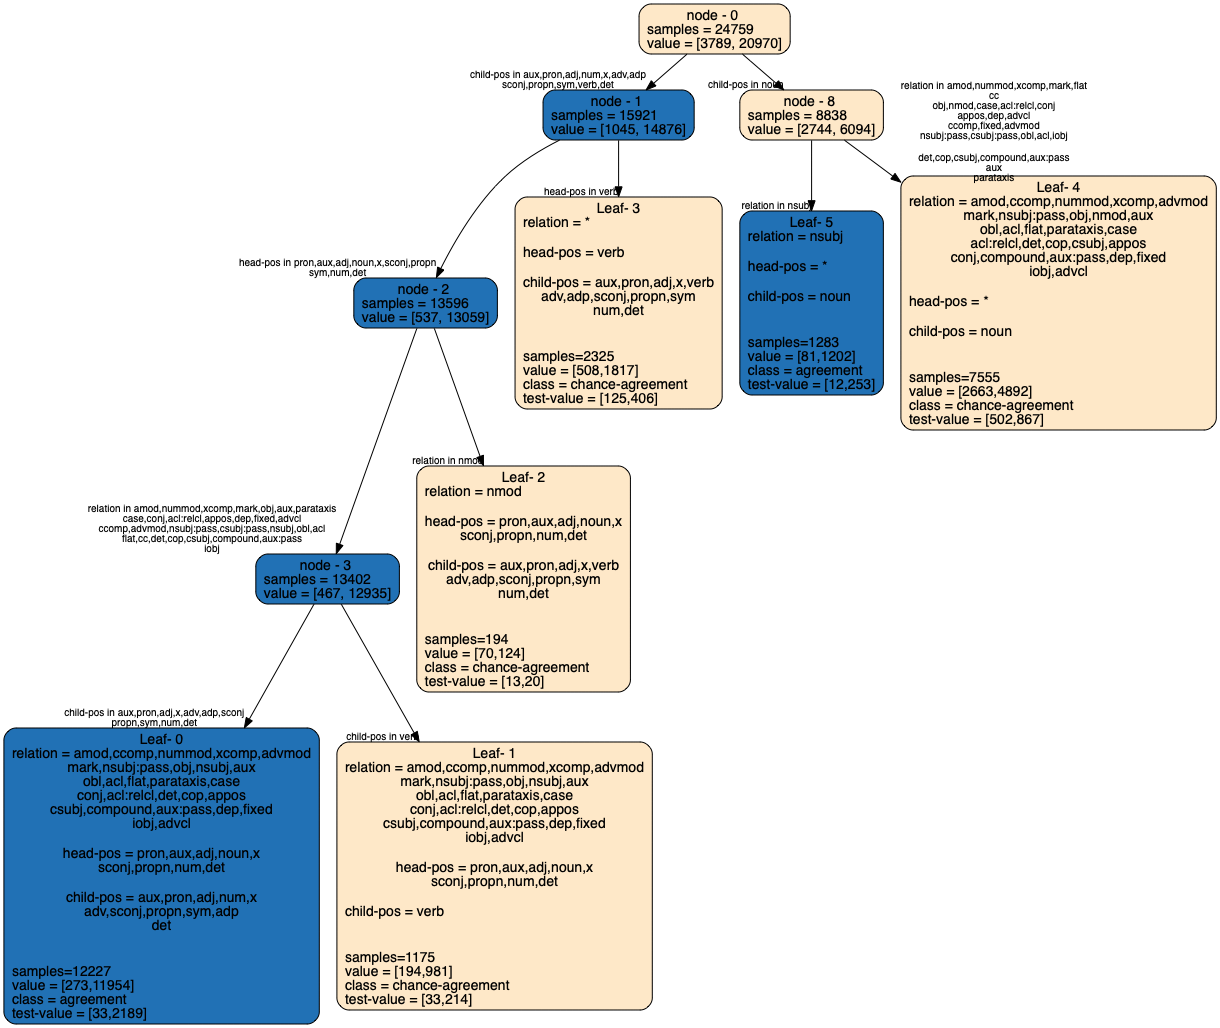 node - 0
samples = 24759
value = [3789, 20970]
child-pos in aux,pron,adj,num,x,adv,adp
sconj,propn,sym,verb,det
node - 1
samples = 15921
value = [1045, 14876]
child-pos in noun
node - 8
samples = 8838
value = [2744, 6094]
relation in amod,nummod,xcomp,mark,flat
cc
obj,nmod,case,acl:relcl,conj
appos,dep,advcl
ccomp,fixed,advmod
nsubj:pass,csubj:pass,obl,acl,iobj
det,cop,csubj,compound,aux:pass
aux
parataxis
head-pos in verb
Leaf- 3
relation = *
head-pos = verb
child-pos = aux,pron,adj,x,verb
adv,adp,sconj,propn,sym
num,det
samples=2325
value = [508,1817]
class = chance-agreement
test-value = [125,406]
relation in nsubj
Leaf- 5
relation = nsubj
head-pos = *
child-pos = noun
samples=1283
value = [81,1202]
class = agreement
test-value = [12,253]
Leaf- 4
relation = amod,ccomp,nummod,xcomp,advmod
mark,nsubj:pass,obj,nmod,aux
obl,acl,flat,parataxis,case
acl:relcl,det,cop,csubj,appos
conj,compound,aux:pass,dep,fixed
iobj,advcl
head-pos = *
child-pos = noun
samples=7555
value = [2663,4892]
class = chance-agreement
test-value = [502,867]
head-pos in pron,aux,adj,noun,x,sconj,propn
sym,num,det
node - 2
samples = 13596
value = [537, 13059]
relation in nmod
Leaf- 2
relation = nmod
head-pos = pron,aux,adj,noun,x
sconj,propn,num,det
child-pos = aux,pron,adj,x,verb
adv,adp,sconj,propn,sym
num,det
samples=194
value = [70,124]
class = chance-agreement
test-value = [13,20]
relation in amod,nummod,xcomp,mark,obj,aux,parataxis
case,conj,acl:relcl,appos,dep,fixed,advcl
ccomp,advmod,nsubj:pass,csubj:pass,nsubj,obl,acl
flat,cc,det,cop,csubj,compound,aux:pass
iobj
node - 3
samples = 13402
value = [467, 12935]
child-pos in aux,pron,adj,x,adv,adp,sconj
propn,sym,num,det
Leaf- 0
relation = amod,ccomp,nummod,xcomp,advmod
mark,nsubj:pass,obj,nsubj,aux
obl,acl,flat,parataxis,case
conj,acl:relcl,det,cop,appos
csubj,compound,aux:pass,dep,fixed
iobj,advcl
head-pos = pron,aux,adj,noun,x
sconj,propn,num,det
child-pos = aux,pron,adj,num,x
adv,sconj,propn,sym,adp
det
samples=12227
value = [273,11954]
class = agreement
test-value = [33,2189]
child-pos in verb
Leaf- 1
relation = amod,ccomp,nummod,xcomp,advmod
mark,nsubj:pass,obj,nsubj,aux
obl,acl,flat,parataxis,case
conj,acl:relcl,det,cop,appos
csubj,compound,aux:pass,dep,fixed
iobj,advcl
head-pos = pron,aux,adj,noun,x
sconj,propn,num,det
child-pos = verb
samples=1175
value = [194,981]
class = chance-agreement
test-value = [33,214]